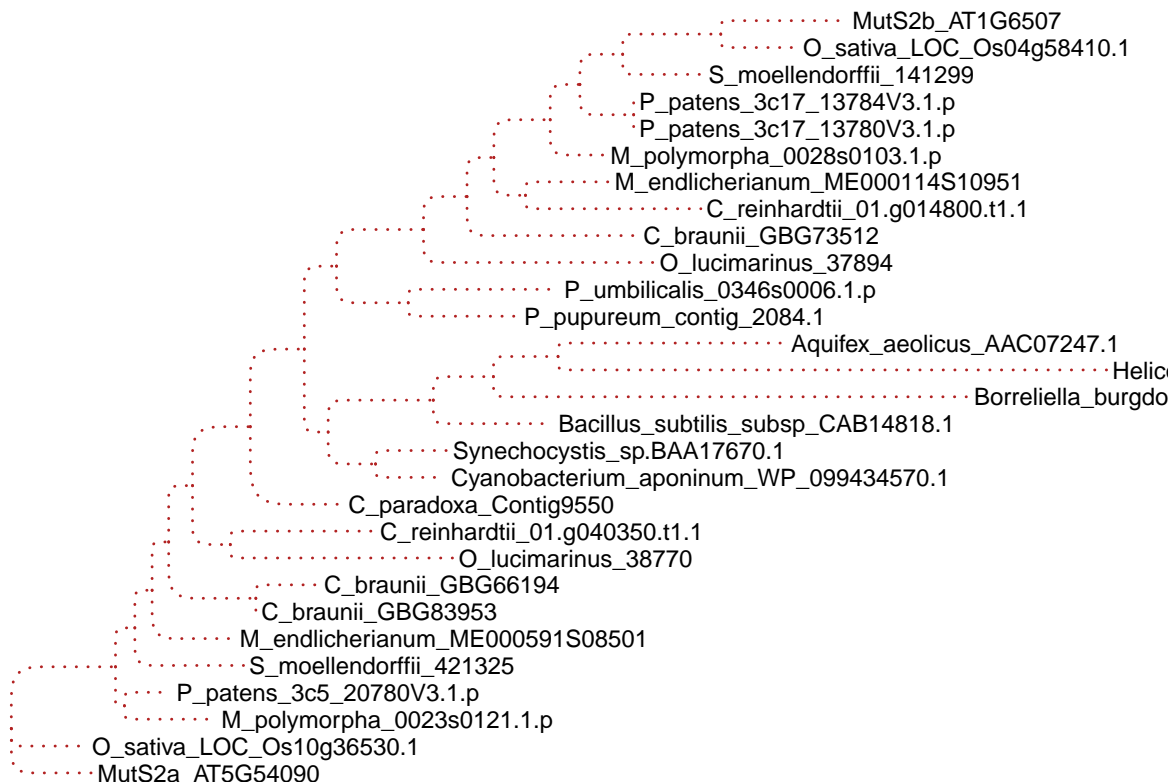 MutS2b_AT1G6507
O_sativa_LOC_Os04g58410.1
S_moellendorffii_141299
P_patens_3c17_13784V3.1.p
P_patens_3c17_13780V3.1.p
M_polymorpha_0028s0103.1.p
M_endlicherianum_ME000114S10951
C_reinhardtii_01.g014800.t1.1
C_braunii_GBG73512
O_lucimarinus_37894
P_umbilicalis_0346s0006.1.p
P_pupureum_contig_2084.1
Aquifex_aeolicus_AAC07247.1
Helico
Borreliella_burgdo
Bacillus_subtilis_subsp_CAB14818.1
Synechocystis_sp.BAA17670.1
Cyanobacterium_aponinum_WP_099434570.1
C_paradoxa_Contig9550
C_reinhardtii_01.g040350.t1.1
O_lucimarinus_38770
C_braunii_GBG66194
C_braunii_GBG83953
M_endlicherianum_ME000591S08501
S_moellendorffii_421325
P_patens_3c5_20780V3.1.p
M_polymorpha_0023s0121.1.p
O_sativa_LOC_Os10g36530.1
MutS2a_AT5G54090